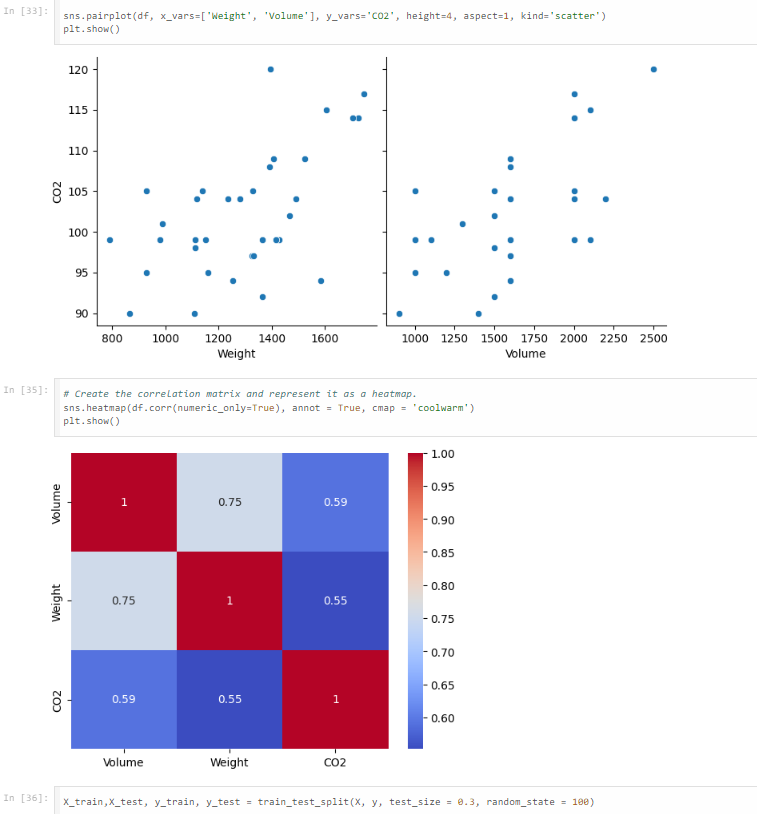 In [33]:
sns.pairplot(df, x_vars=['Weight', 'Volume'], y_vars='CO2', height=4, aspect=1, kind='scatter')
plt.show()
120
115
110
105
100
95
90
CO2
800 1000 1200 1400 1600
Weight
1000 1250 1500 1750 2000 2250 2500
Volume
In [35]:
# Create the correlation matrix and represent it as a heatmap.
sns.heatmap(df.corr(numeric_only=True), annot = True, cmap = 'coolwarm')
plt.show()
Volume
1 0.75 0.59
Weight
0.75 1 0.55
CO2
0.59 0.55 1
Volume Weight CO2
1.00
0.95
0.90
0.85
0.80
0.75
0.70
0.65
0.60
In [36]:
X_train,X_test, y_train, y_test = train_test_split(X, y, test_size = 0.3, random_state = 100)